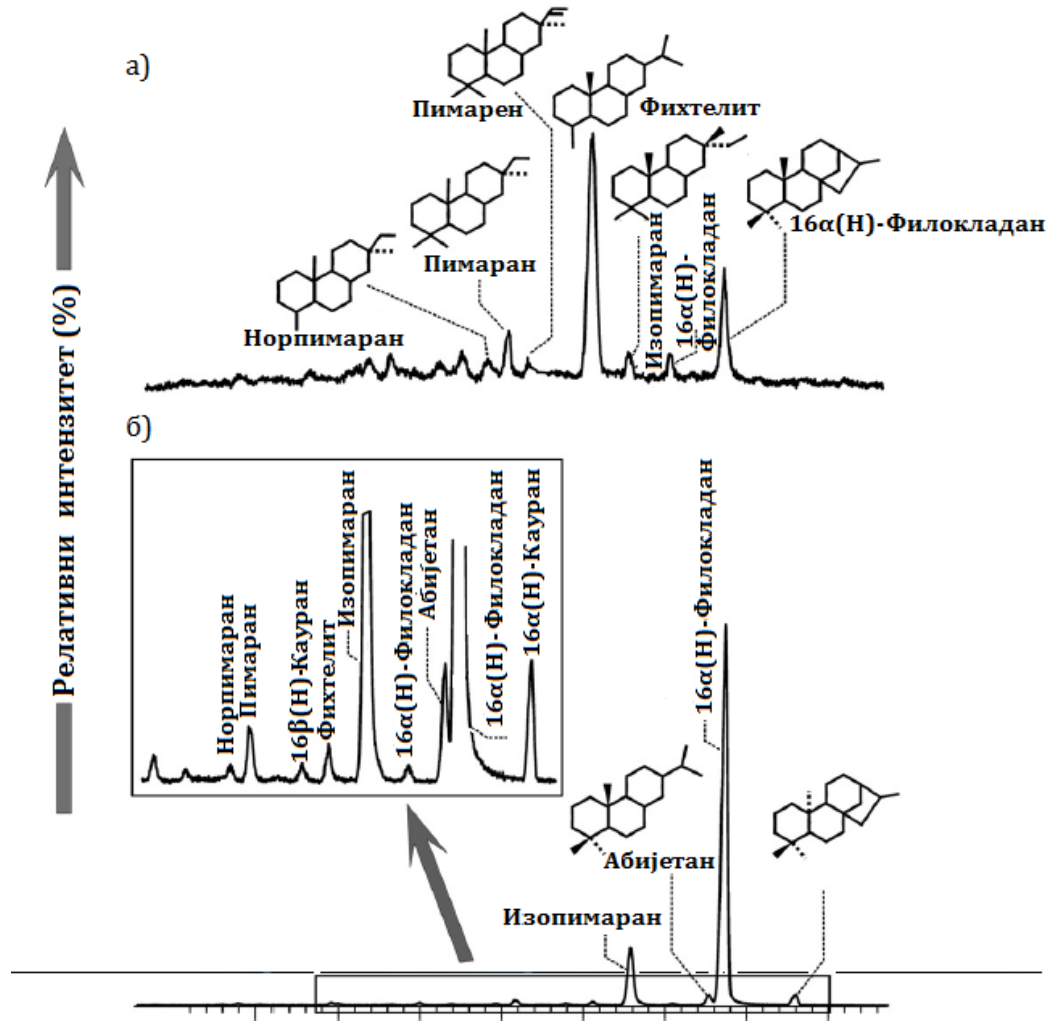 а)
Пимарен
Фихтелит
Пимаран
16α(H)-Филокладан
Норпимаран
Изопимаран
16α(H)-
Филокладан
Релативни интензитет (%)
б)
Норпимаран
Пимаран
16β(H)-Кауран
Фихтелит
Изопимаран
16α(H)-Филокладан
Абијетан
16α(H)-Филокладан
16α(H)-Кауран
16α(H)-Филокладан
Абијетан
Изопимаран